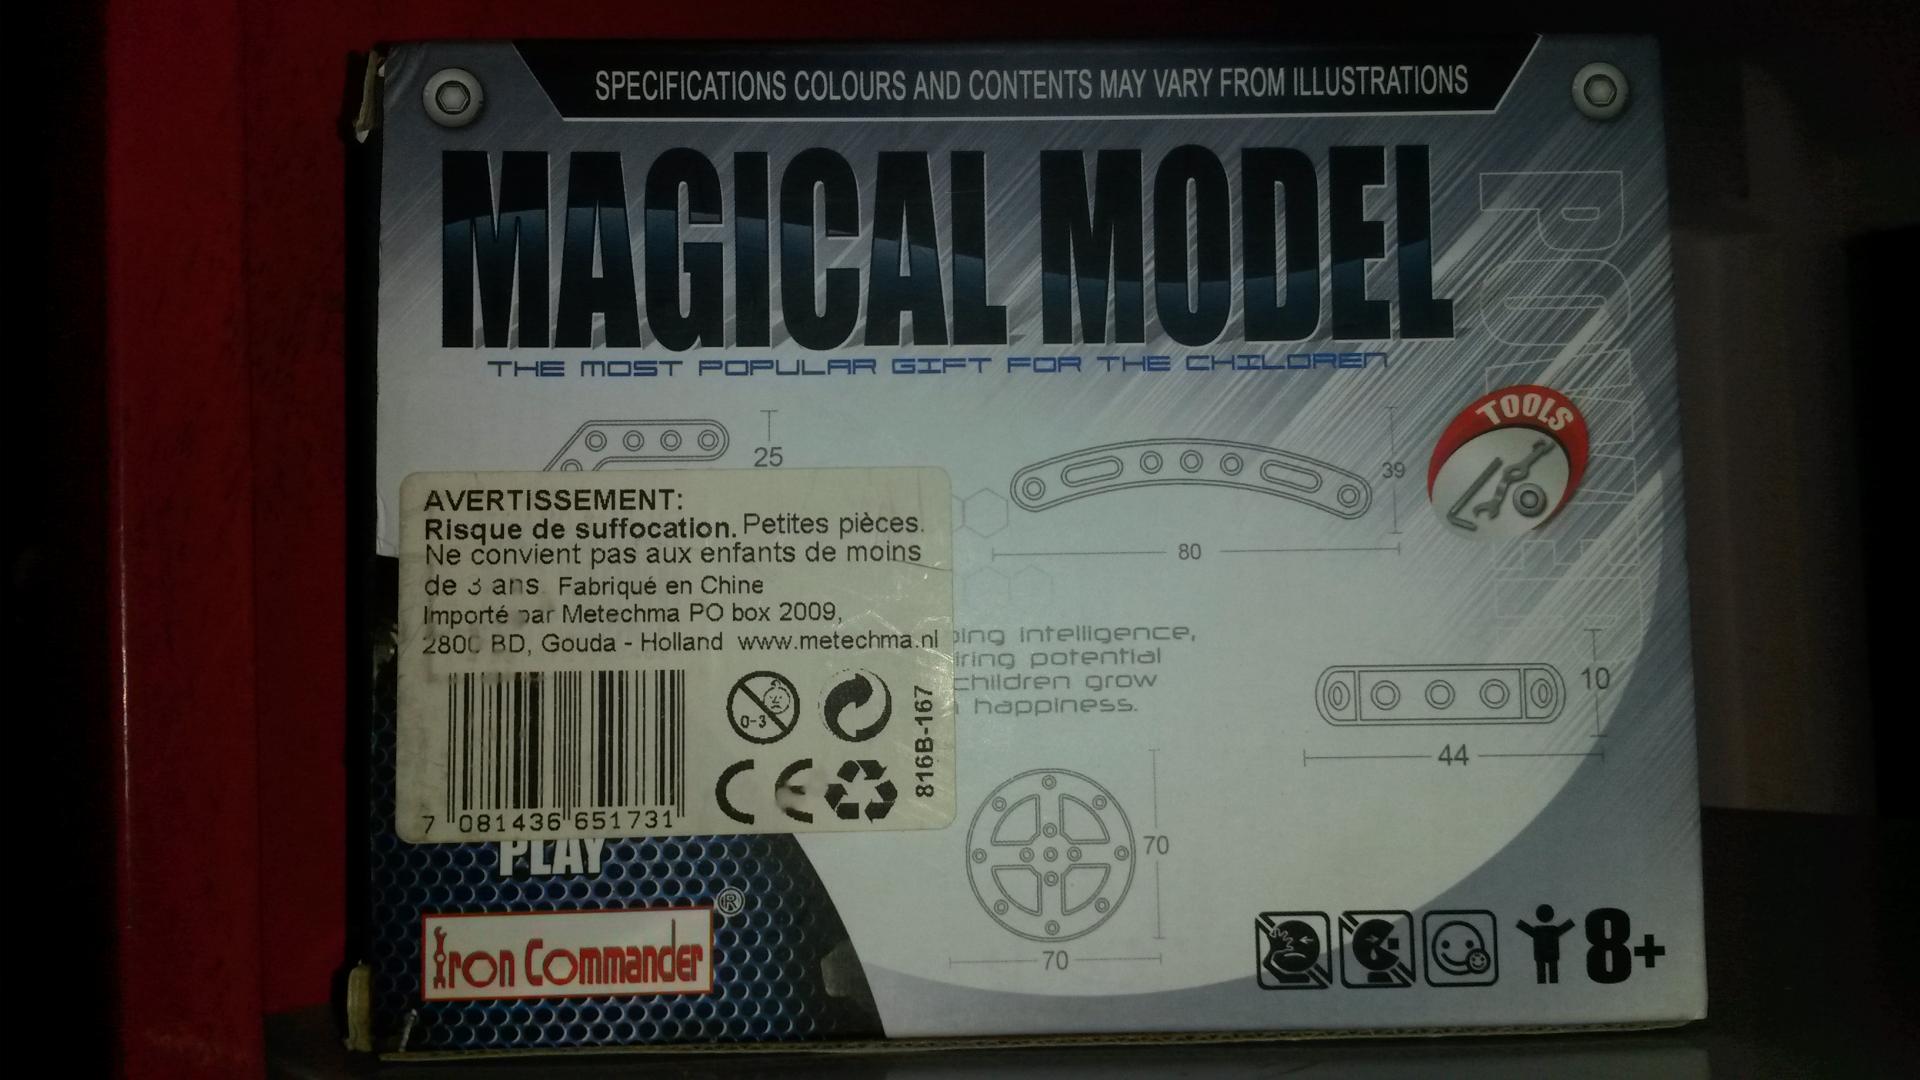 SPECIFICATIONS COLOURS AND CONTENTS MAY VARY FROM ILLUSTRATIONS
MAGICAL MODEL
THE MOST POPULAR GIFT FOR THE CHILDREN
POWER
TOOLS
25
39
80
AVERTISSEMENT:
Risque de suffocation. Petites pièces.
Ne convient pas aux enfants de moins
de 3 ans. Fabriqué en Chine
Importé par Metechma PO box 2009,
BD, Gouda - Holland www.metechma.nl
0-3
CE
816B-167
7 081436 651731
intelligence,
potential
children grow
happiness.
10
44
70
70
PLAY
Iron Commander ®
8+